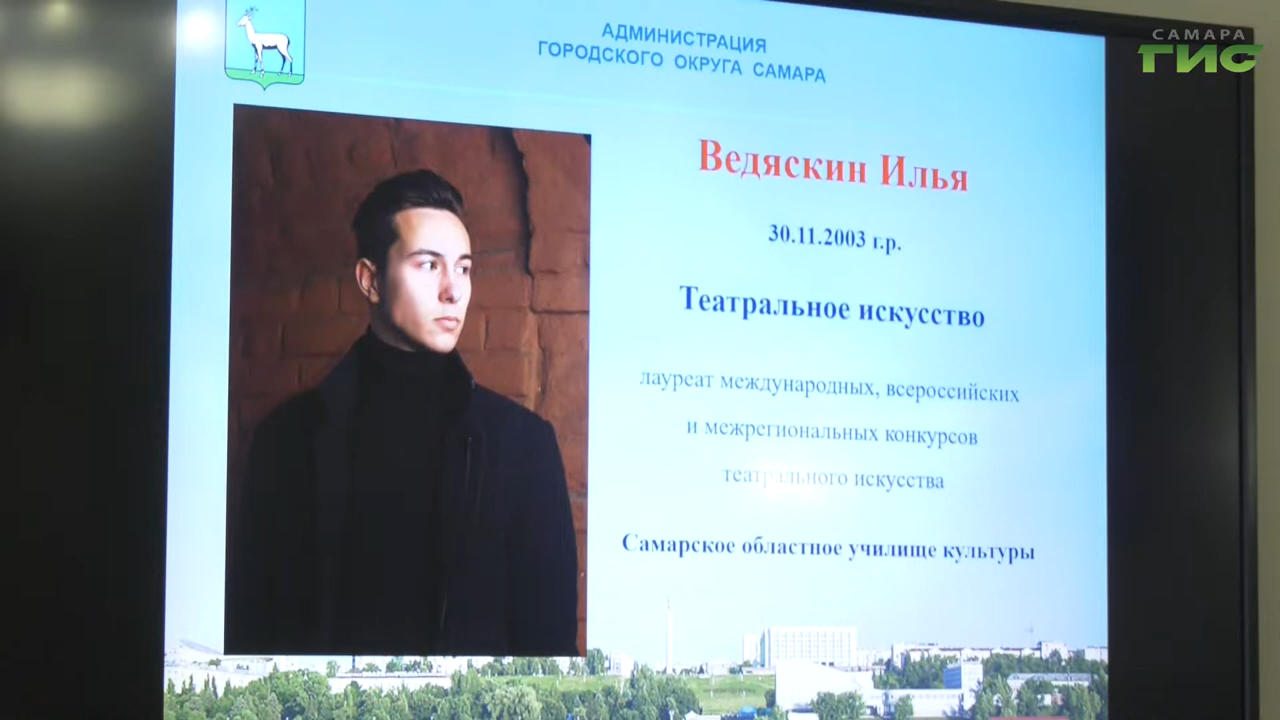 АДМИНИСТРАЦИЯ
ГОРОДСКОГО ОКРУГА САМАРА
САМАРА
ГИС
Ведяскин Илья
30.11.2003 г.р.
Театральное искусство
лауреат международных, всероссийских
и межрегиональных конкурсов
театрального искусства
Самарское областное училище культуры